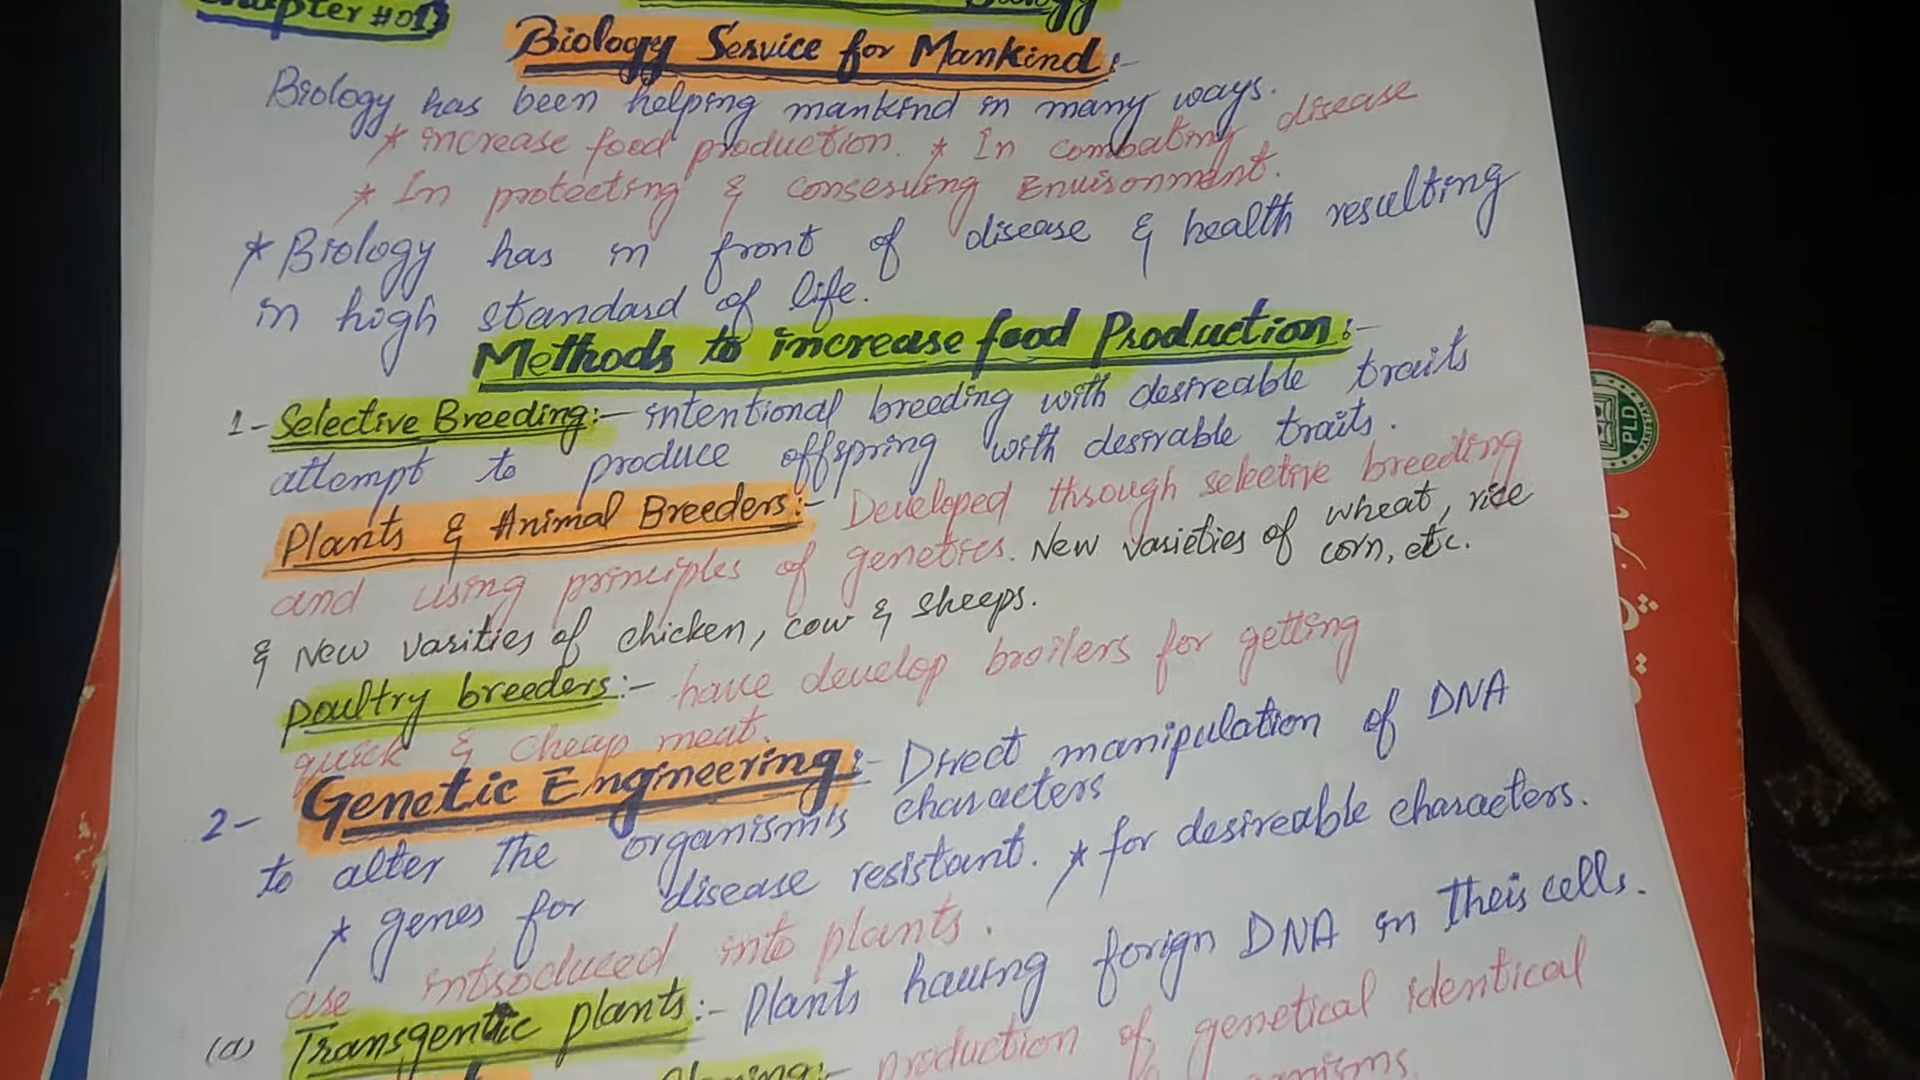 Chapter #01
Biology
Biology Service for Mankind:-
Biology has been helping mankind in many ways.
* increase food production. * In combating disease
* In protecting & conserving Environment.
* Biology has in front of disease & health resulting
in high standard of life.
Methods to increase food Production:-
1- Selective Breeding:- intentional breeding with desireable traits
attempt to produce offspring with desirable traits.
Plants & Animal Breeders:- Developed through selective breeding
and using principles of genetics. New varieties of wheat, rice
corn, etc.
& New varities of chicken, cow & sheeps.
poultry breeders:- have develop broilers for getting
quick & cheap meat.
2- Genetic Engineering:- Direct manipulation of DNA
to alter the organism's characters
* genes for disease resistant. * for desireable characters.
are introduced into plants.
(a) Transgentic plants:- Plants having forign DNA in their cells.
Cloning:- production of genetical identical
PLD